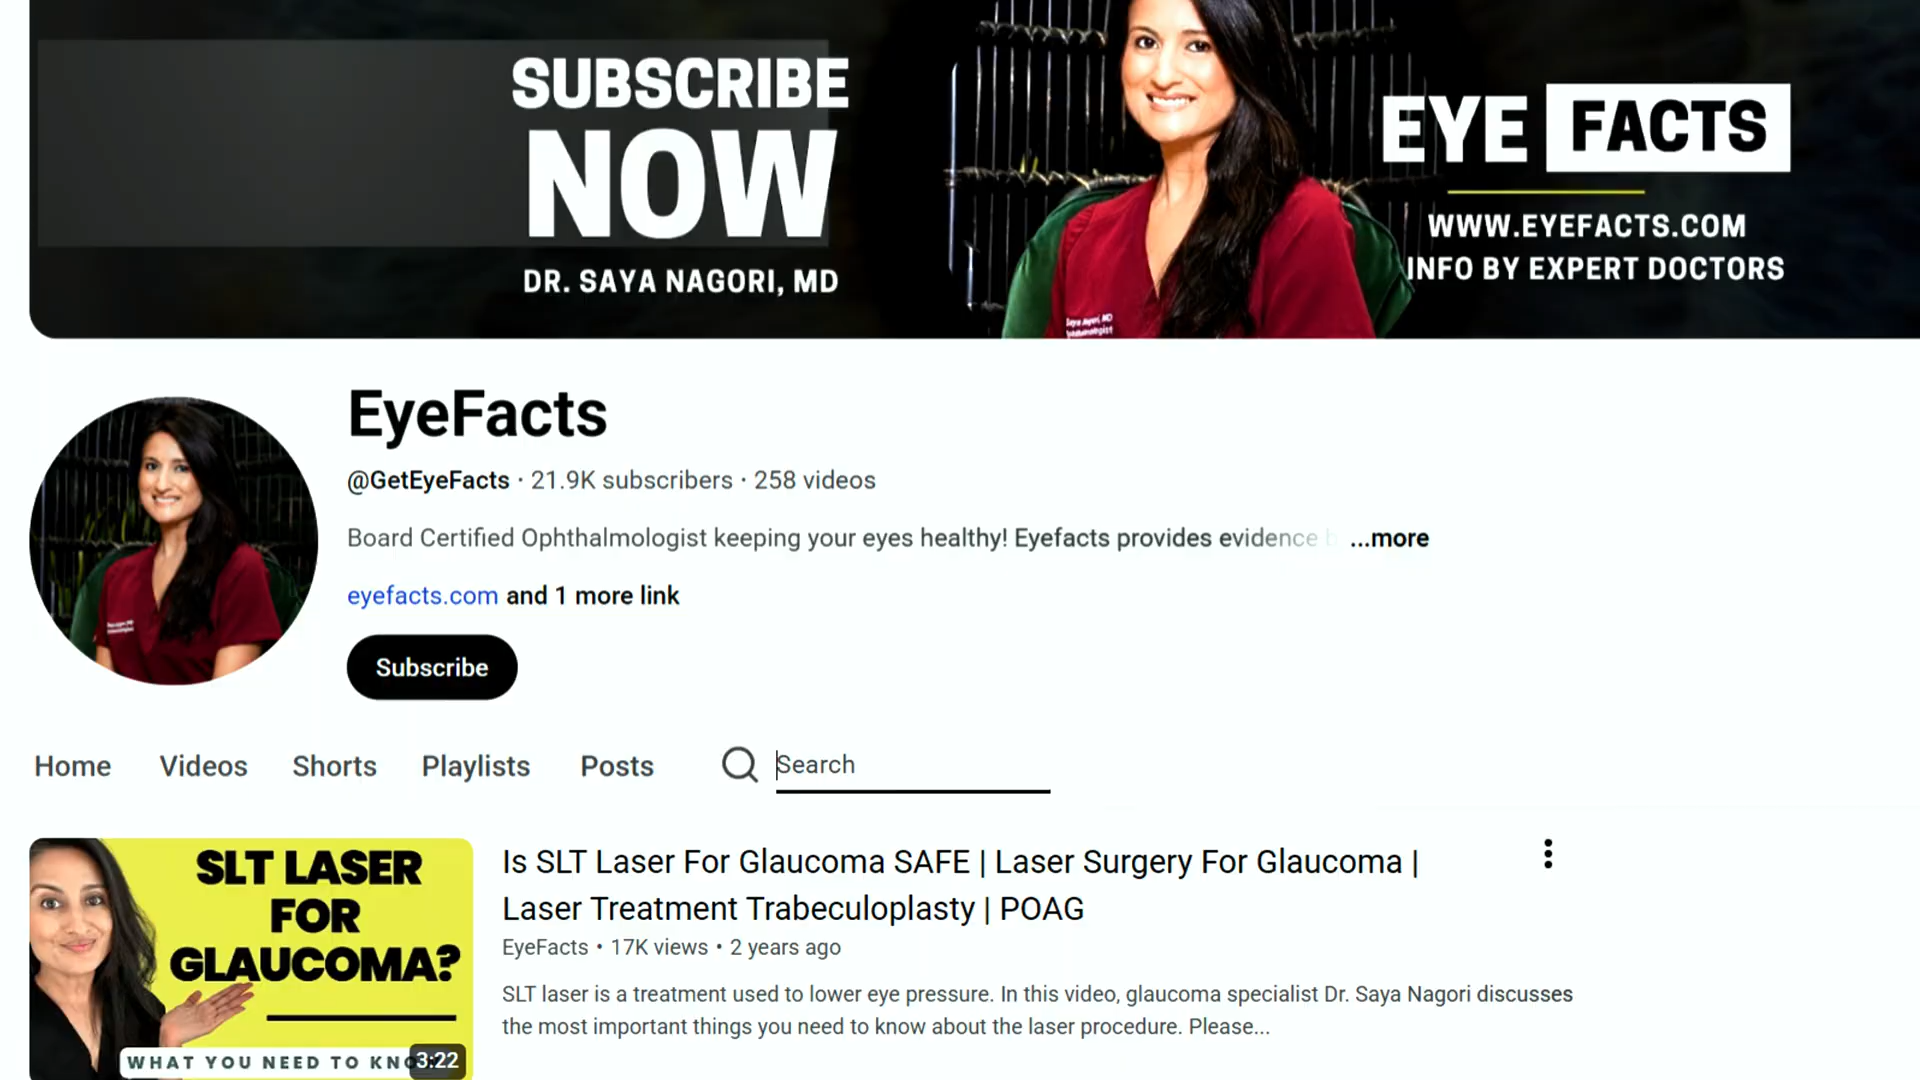 SUBSCRIBE
NOW
DR. SAYA NAGORI, MD
EYE FACTS
WWW.EYEFACTS.COM
INFO BY EXPERT DOCTORS
Saya Nagori, MD
Ophthalmologist
EyeFacts
@GetEyeFacts · 21.9K subscribers · 258 videos
Board Certified Ophthalmologist keeping your eyes healthy! Eyefacts provides evidence b ...more
eyefacts.com and 1 more link
Subscribe
Home Videos Shorts Playlists Posts Search
SLT LASER
FOR
GLAUCOMA?
WHAT YOU NEED TO KNO
3:22
Is SLT Laser For Glaucoma SAFE | Laser Surgery For Glaucoma |
Laser Treatment Trabeculoplasty | POAG
EyeFacts • 17K views • 2 years ago
SLT laser is a treatment used to lower eye pressure. In this video, glaucoma specialist Dr. Saya Nagori discusses
the most important things you need to know about the laser procedure. Please...